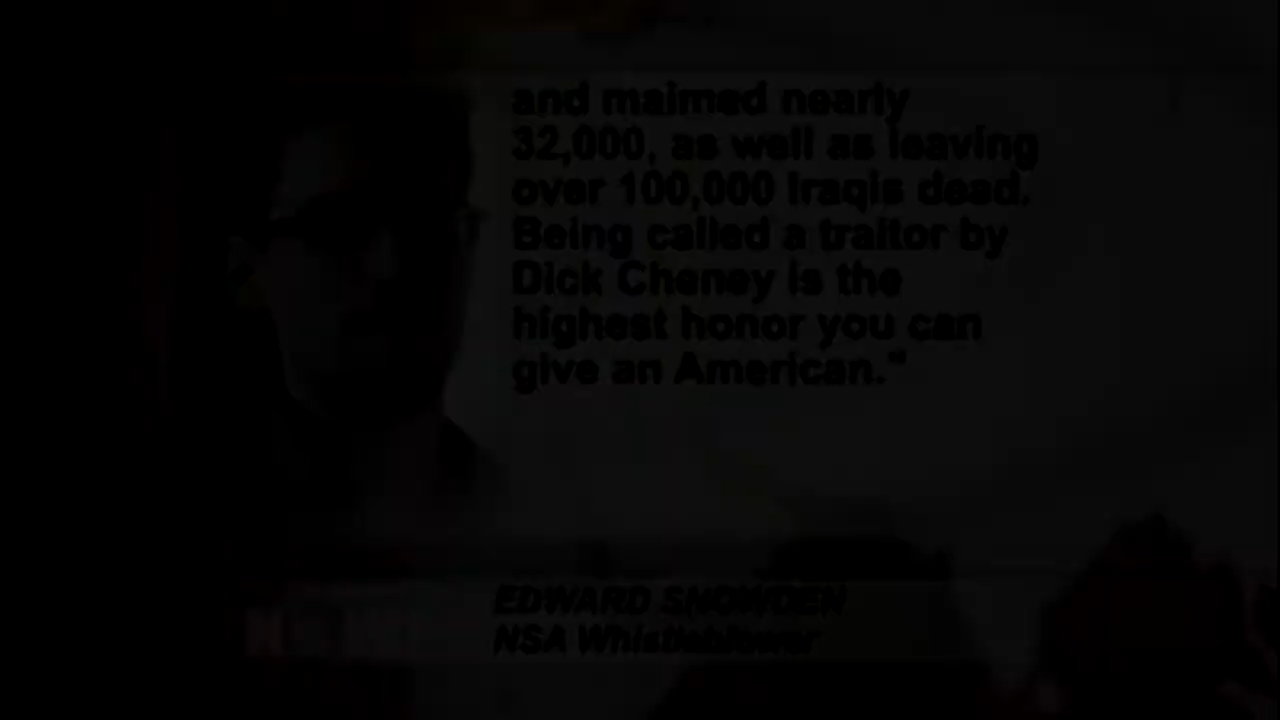 and maimed nearly
32,000, as well as leaving
over 100,000 Iraqis dead.
Being called a traitor by
Dick Cheney is the
highest honor you can
give an American."
EDWARD SNOWDEN
NSA Whistleblower